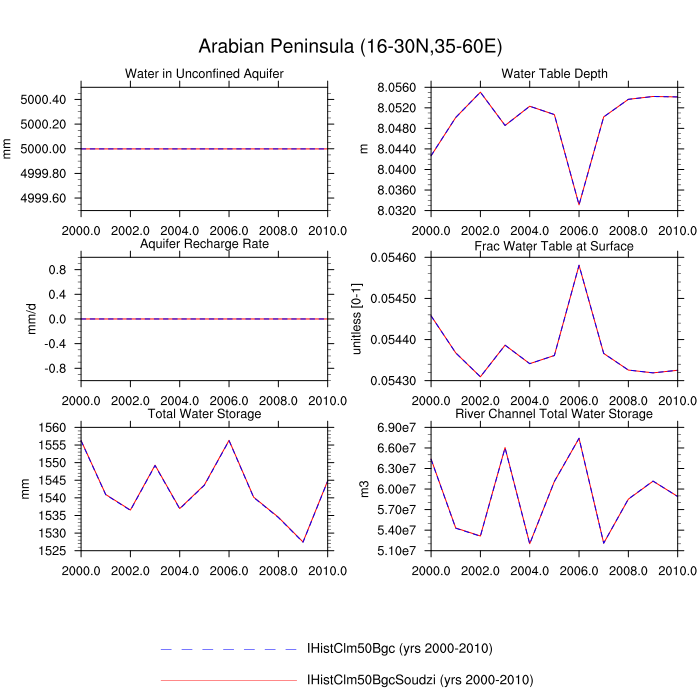 Arabian Peninsula (16-30N,35-60E)
Water in Unconfined Aquifer
5000.40
5000.20
5000.00
4999.80
4999.60
mm
2000.0 2002.0 2004.0 2006.0 2008.0 2010.0
Water Table Depth
8.0560
8.0520
8.0480
8.0440
8.0400
8.0360
8.0320
m
2000.0 2002.0 2004.0 2006.0 2008.0 2010.0
Aquifer Recharge Rate
0.8
0.4
0.0
-0.4
-0.8
mm/d
2000.0 2002.0 2004.0 2006.0 2008.0 2010.0
Frac Water Table at Surface
0.05460
0.05450
0.05440
0.05430
unitless [0-1]
2000.0 2002.0 2004.0 2006.0 2008.0 2010.0
Total Water Storage
1560
1555
1550
1545
1540
1535
1530
1525
mm
2000.0 2002.0 2004.0 2006.0 2008.0 2010.0
River Channel Total Water Storage
6.90e7
6.60e7
6.30e7
6.00e7
5.70e7
5.40e7
5.10e7
m3
2000.0 2002.0 2004.0 2006.0 2008.0 2010.0
IHistClm50Bgc (yrs 2000-2010)
IHistClm50BgcSoudzi (yrs 2000-2010)